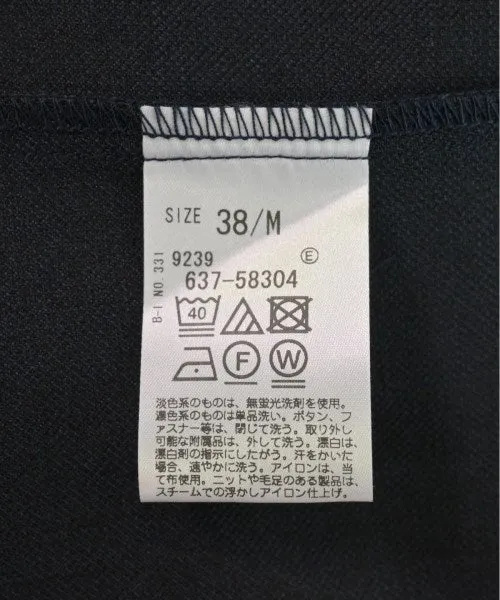 SIZE 38/M
B-I NO.331
9239 Ⓔ
637-58304
40
F W
淡色系のものは、無蛍光洗剤を使用。
濃色系のものは単品洗い。ボタン、フ
ァスナー等は、閉じて洗う。取り外し
可能な附属品は、外して洗う。漂白は、
漂白剤の指示にしたがう。汗をかいた
場合、速やかに洗う。アイロンは、当
て布使用。ニットや毛足のある製品は、
スチームでの浮かしアイロン仕上げ。